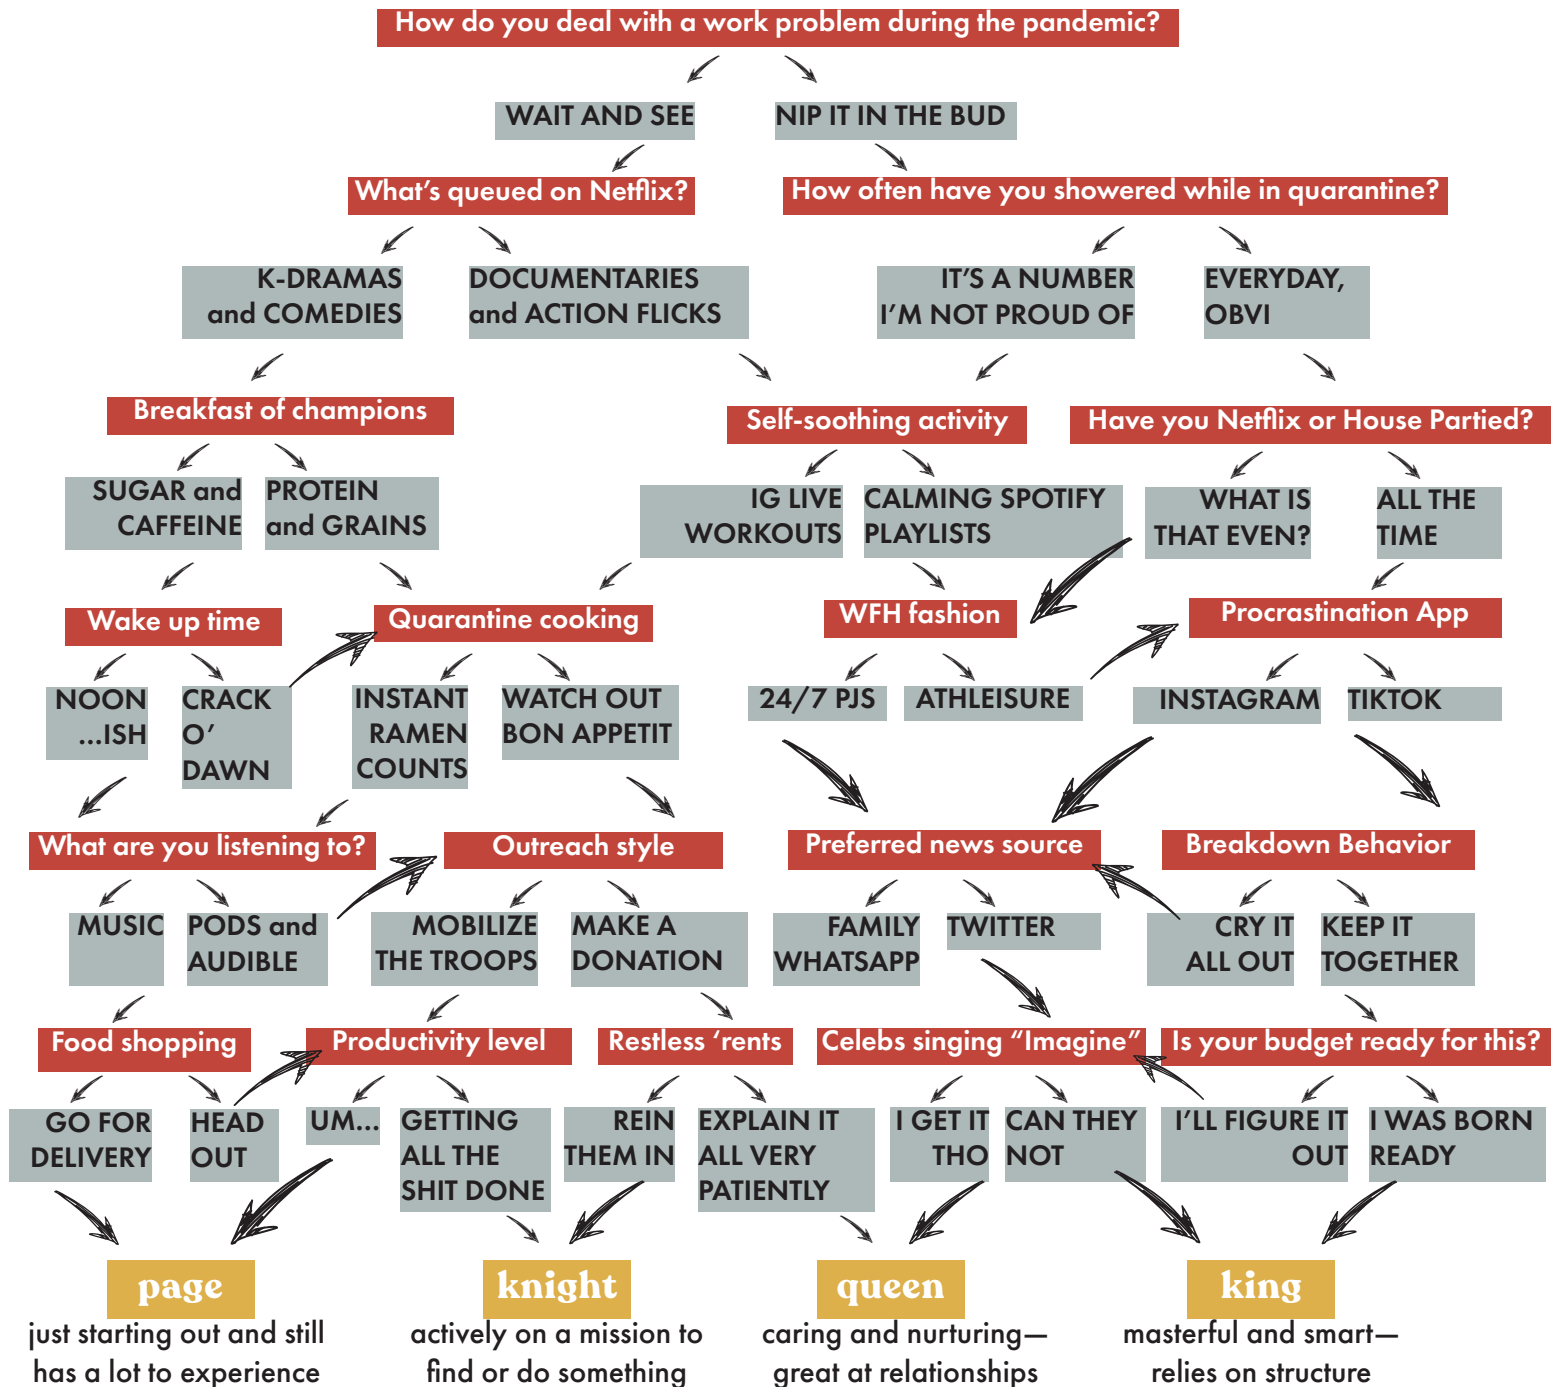 How do you deal with a work problem during the pandemic?
WAIT AND SEE
NIP IT IN THE BUD
What's queued on Netflix?
How often have you showered while in quarantine?
K-DRAMAS
and COMEDIES
DOCUMENTARIES
and ACTION FLICKS
IT'S A NUMBER
I'M NOT PROUD OF
EVERYDAY,
OBVI
Breakfast of champions
Self-soothing activity
Have you Netflix or House Partied?
SUGAR and
CAFFEINE
PROTEIN
and GRAINS
IG LIVE
WORKOUTS
CALMING SPOTIFY
PLAYLISTS
WHAT IS
THAT EVEN?
ALL THE
TIME
Wake up time
Quarantine cooking
WFH fashion
Procrastination App
NOON
...ISH
CRACK
O'
DAWN
INSTANT
RAMEN
COUNTS
WATCH OUT
BON APPETIT
24/7 PJS
ATHLEISURE
INSTAGRAM
TIKTOK
What are you listening to?
Outreach style
Preferred news source
Breakdown Behavior
MUSIC
PODS and
AUDIBLE
MOBILIZE
THE TROOPS
MAKE A
DONATION
FAMILY
WHATSAPP
TWITTER
CRY IT
ALL OUT
KEEP IT
TOGETHER
Food shopping
Productivity level
Restless 'rents
Celebs singing "Imagine"
Is your budget ready for this?
GO FOR
DELIVERY
HEAD
OUT
UM...
GETTING
ALL THE
SHIT DONE
REIN
THEM IN
EXPLAIN IT
ALL VERY
PATIENTLY
I GET IT
THO
CAN THEY
NOT
I'LL FIGURE IT
OUT
I WAS BORN
READY
page
just starting out and still
has a lot to experience
knight
actively on a mission to
find or do something
queen
caring and nurturing—
great at relationships
king
masterful and smart—
relies on structure